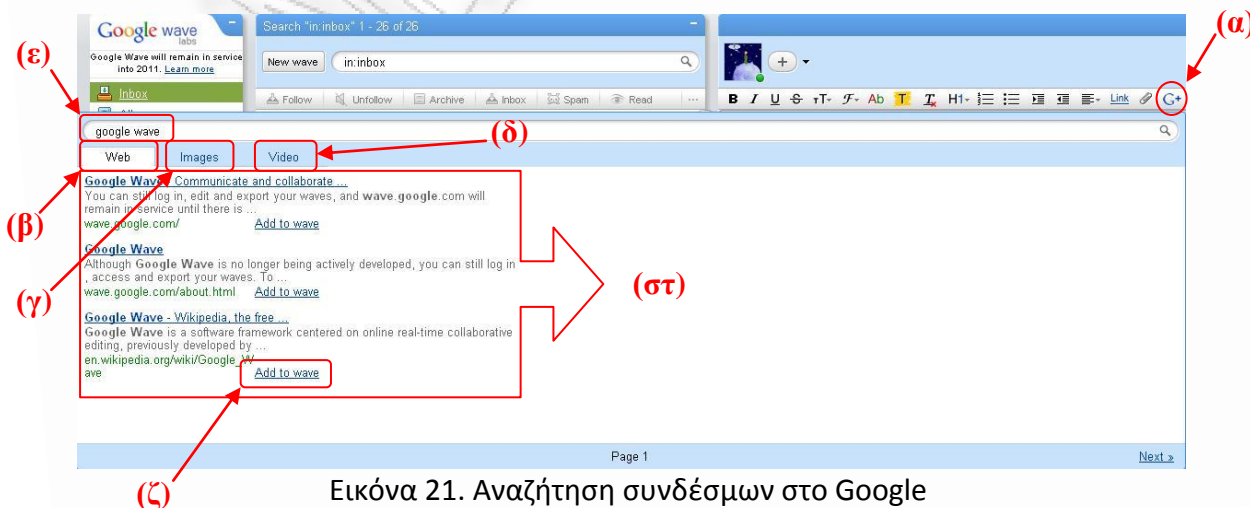 Google wave
labs
Google Wave will remain in service
into 2011. Learn more
Inbox
Search "in:inbox" 1 - 26 of 26
New wave
in:inbox
Follow Unfollow Archive Inbox Spam Read ...
B I U S тT F Ab T T H1 Link G+
(α)
(ε)
google wave
(δ)
Web Images Video
Google Wave - Communicate and collaborate ...
You can still log in, edit and export your waves, and wave.google.com will
remain in service until there is ...
wave.google.com/ Add to wave
(β)
Google Wave
Although Google Wave is no longer being actively developed, you can still log in
, access and export your waves. To ...
wave.google.com/about.html Add to wave
(γ)
(στ)
Google Wave - Wikipedia, the free ...
Google Wave is a software framework centered on online real-time collaborative
editing, previously developed by ...
en.wikipedia.org/wiki/Google_W
ave Add to wave
Page 1
Next »
(ζ)
Εικόνα 21. Αναζήτηση συνδέσμων στο Google